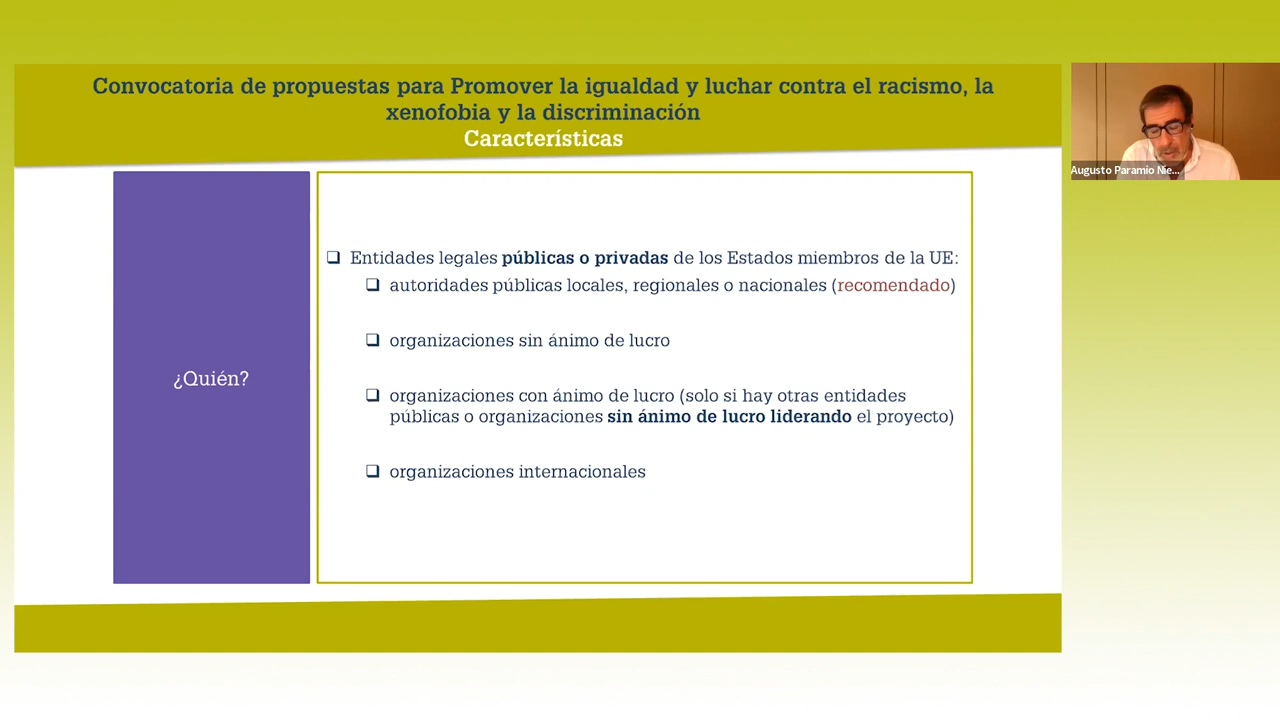 Convocatoria de propuestas para Promover la igualdad y luchar contra el racismo, la
xenofobia y la discriminación
Características
Augusto Paramio Nie...
¿Quién?
❑ Entidades legales públicas o privadas de los Estados miembros de la UE:
❑ autoridades públicas locales, regionales o nacionales (recomendado)
❑ organizaciones sin ánimo de lucro
❑ organizaciones con ánimo de lucro (solo si hay otras entidades
públicas o organizaciones sin ánimo de lucro liderando el proyecto)
❑ organizaciones internacionales